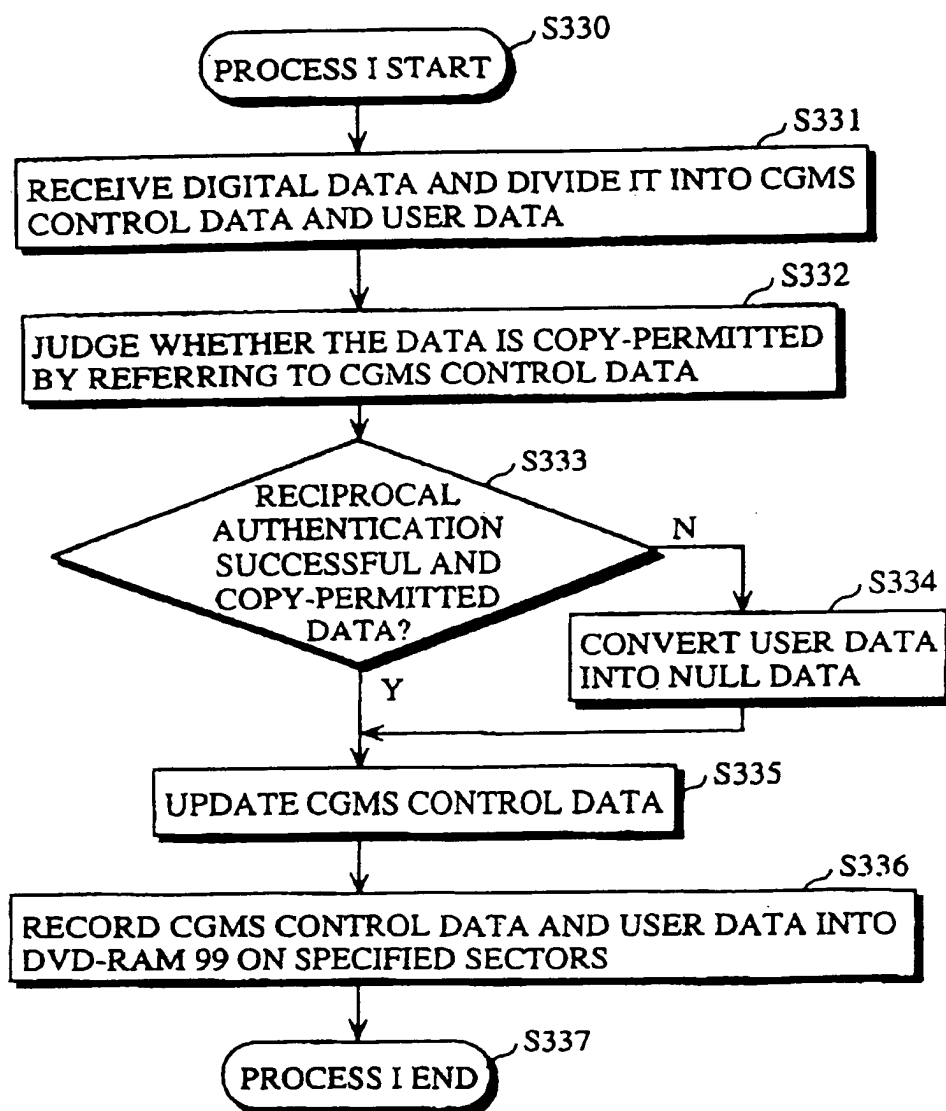 S330
PROCESS I START
S331
RECEIVE DIGITAL DATA AND DIVIDE IT INTO CGMS
CONTROL DATA AND USER DATA
S332
JUDGE WHETHER THE DATA IS COPY-PERMITTED
BY REFERRING TO CGMS CONTROL DATA
S333
RECIPROCAL
AUTHENTICATION
SUCCESSFUL AND
COPY-PERMITTED
DATA?
N
S334
CONVERT USER DATA
INTO NULL DATA
Y
S335
UPDATE CGMS CONTROL DATA
S336
RECORD CGMS CONTROL DATA AND USER DATA INTO
DVD-RAM 99 ON SPECIFIED SECTORS
S337
PROCESS I END